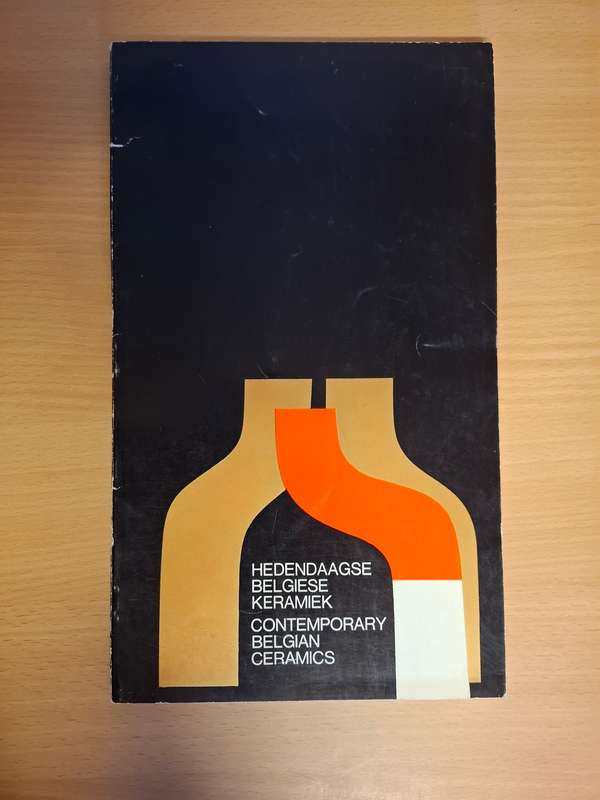 HEDENDAAGSE
BELGIESE
KERAMIEK
CONTEMPORARY
BELGIAN
CERAMICS